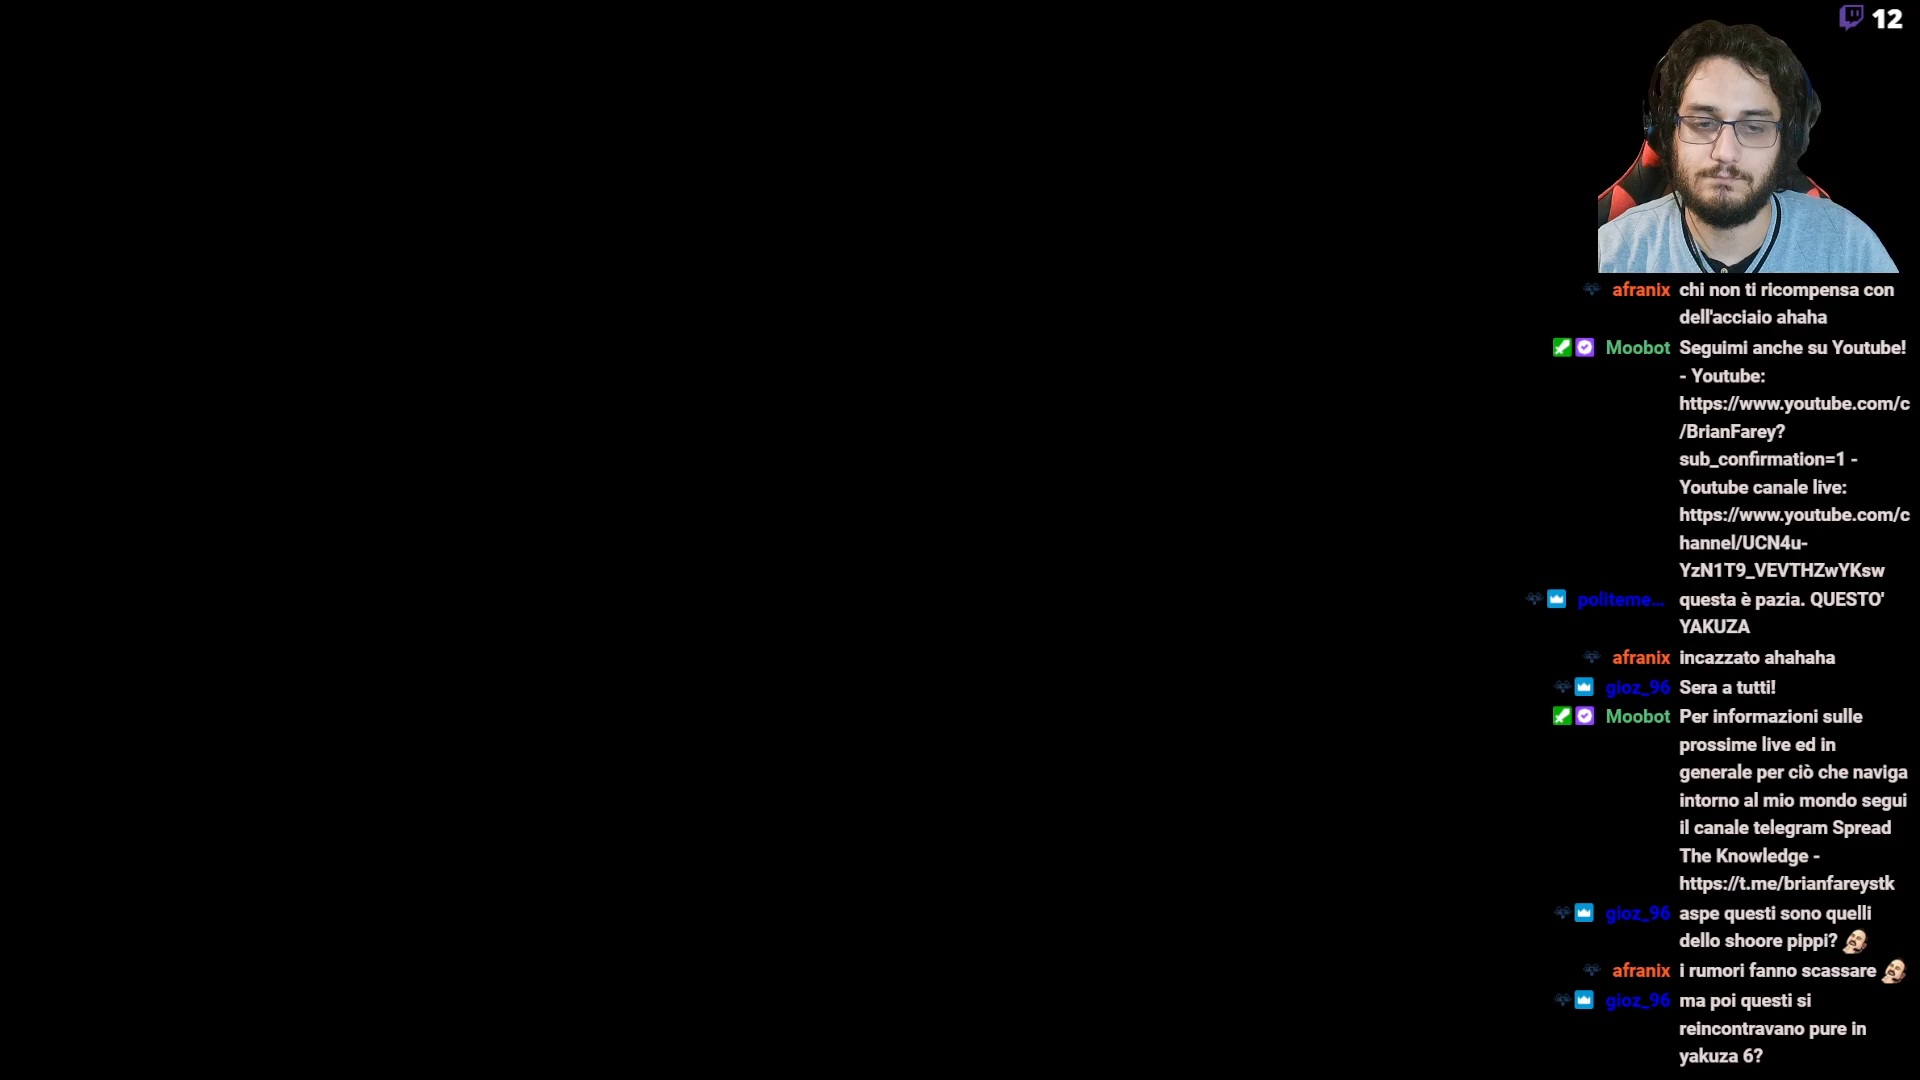 12
afranix chi non ti ricompensa con
dell'acciaio ahaha
Moobot Seguimi anche su Youtube!
- Youtube:
https://www.youtube.com/c
/BrianFarey?
sub_confirmation=1 -
Youtube canale live:
https://www.youtube.com/c
hannel/UCN4u-
YzN1T9_VEVTHZwYKsw
politeme... questa è pazia. QUESTO'
YAKUZA
afranix incazzato ahahaha
gioz_96 Sera a tutti!
Moobot Per informazioni sulle
prossime live ed in
generale per ciò che naviga
intorno al mio mondo segui
il canale telegram Spread
The Knowledge -
https://t.me/brianfareystk
gioz_96 aspe questi sono quelli
dello shoore pippi?
afranix i rumori fanno scassare
gioz_96 ma poi questi si
reincontravano pure in
yakuza 6?